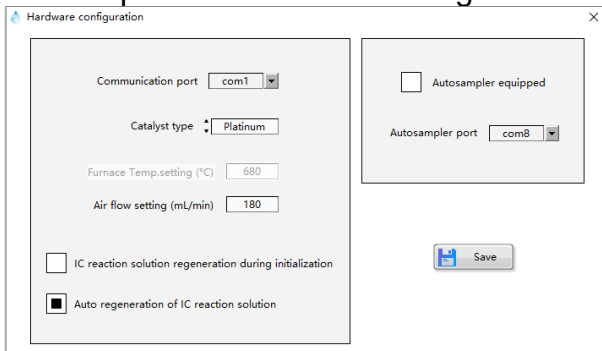 Hardware configuration
Communication port com1
Catalyst type Platinum
Furnace Temp.setting (°C) 680
Air flow setting (mL/min) 180
IC reaction solution regeneration during initialization
Auto regeneration of IC reaction solution
Autosampler equipped
Autosampler port com8
Save